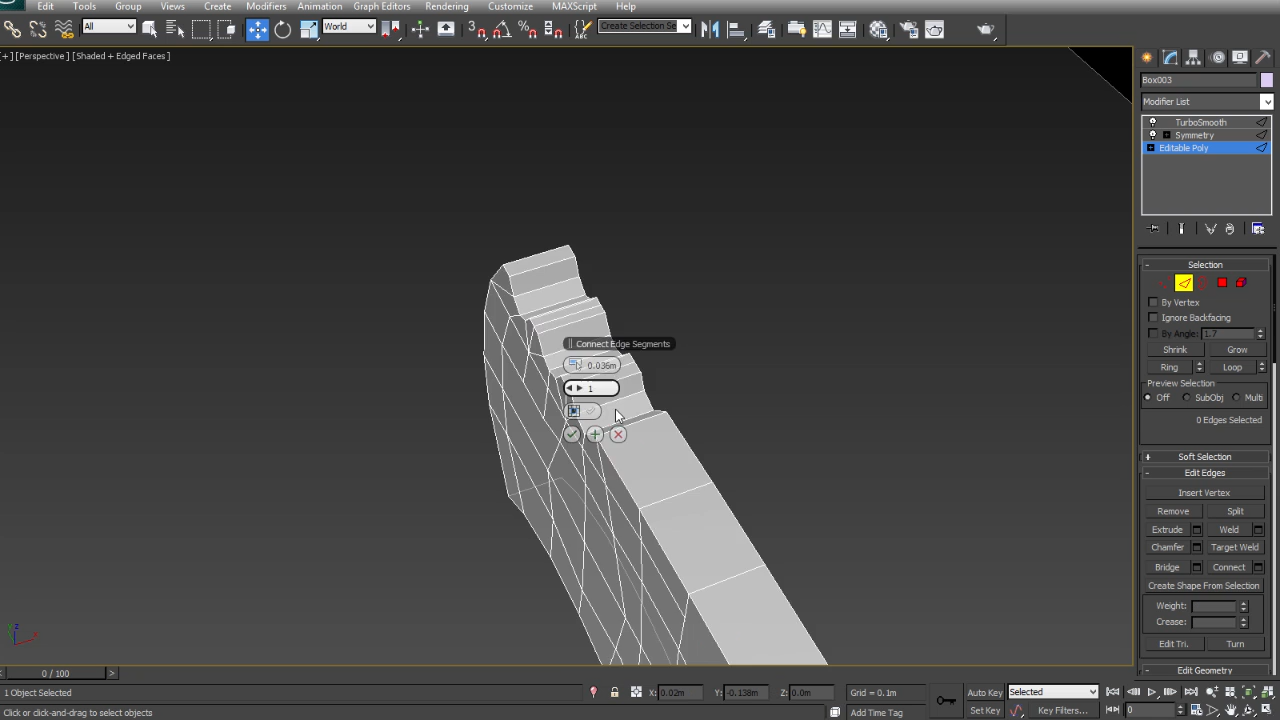 Edit Tools Group Views Create Modifiers Animation Graph Editors Rendering Customize MAXScript Help
All World Create Selection Se
[+] [Perspective] [Shaded + Edged Faces]
Box003
Modifier List
TurboSmooth
Symmetry
Editable Poly
Selection
By Vertex
Ignore Backfacing
By Angle: 1.7
Shrink Grow
Ring Loop
Preview Selection
Off SubObj Multi
0 Edges Selected
Soft Selection
Edit Edges
Insert Vertex
Remove Split
Extrude Weld
Chamfer Target Weld
Bridge Connect
Create Shape From Selection
Weight:
Crease:
Edit Tri. Turn
Edit Geometry
Connect Edge Segments
0.036m
1
z
y
x
0 / 100
1 Object Selected
X: 0.02m Y: -0.138m Z: 0.0m Grid = 0.1m
Auto Key Selected
Click or click-and-drag to select objects
Add Time Tag
Set Key Key Filters... 0